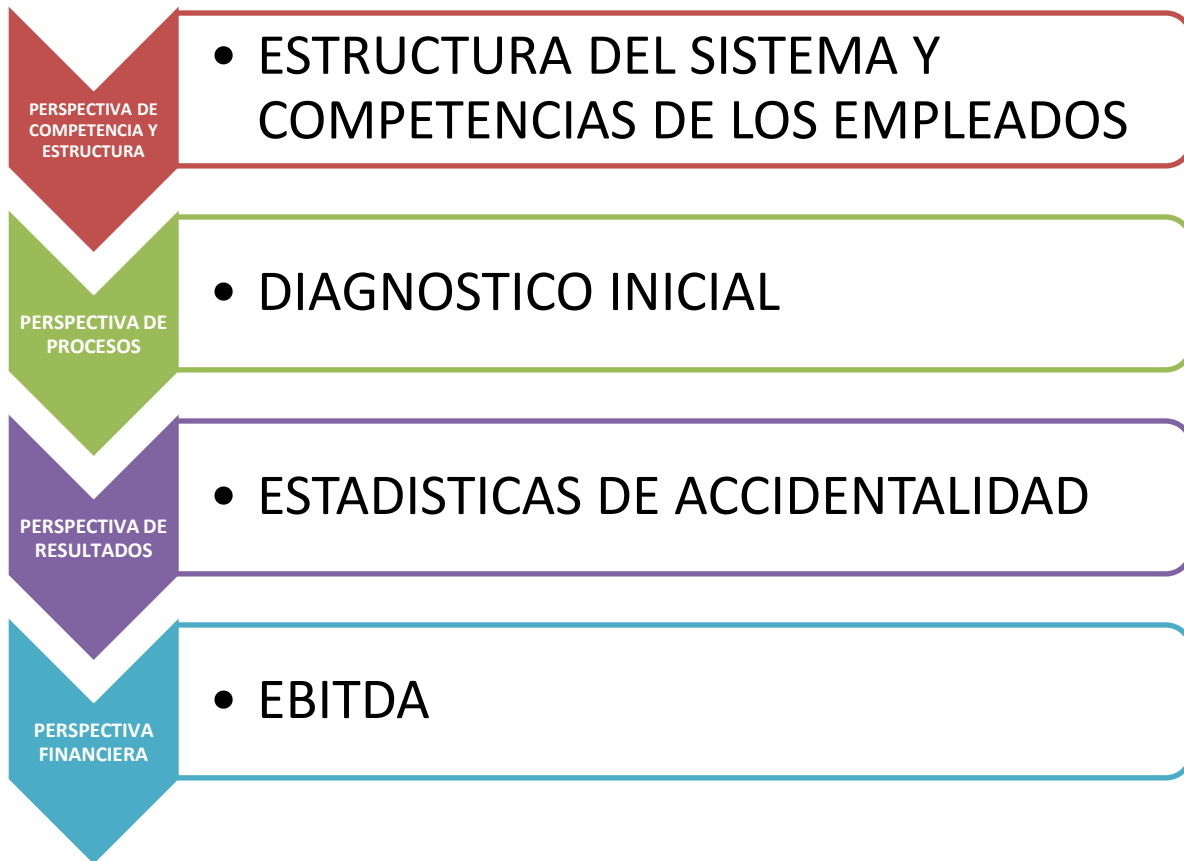 PERSPECTIVA DE
COMPETENCIA Y
ESTRUCTURA
• ESTRUCTURA DEL SISTEMA Y
COMPETENCIAS DE LOS EMPLEADOS
PERSPECTIVA DE
PROCESOS
• DIAGNOSTICO INICIAL
PERSPECTIVA DE
RESULTADOS
• ESTADISTICAS DE ACCIDENTALIDAD
PERSPECTIVA
FINANCIERA
• EBITDA